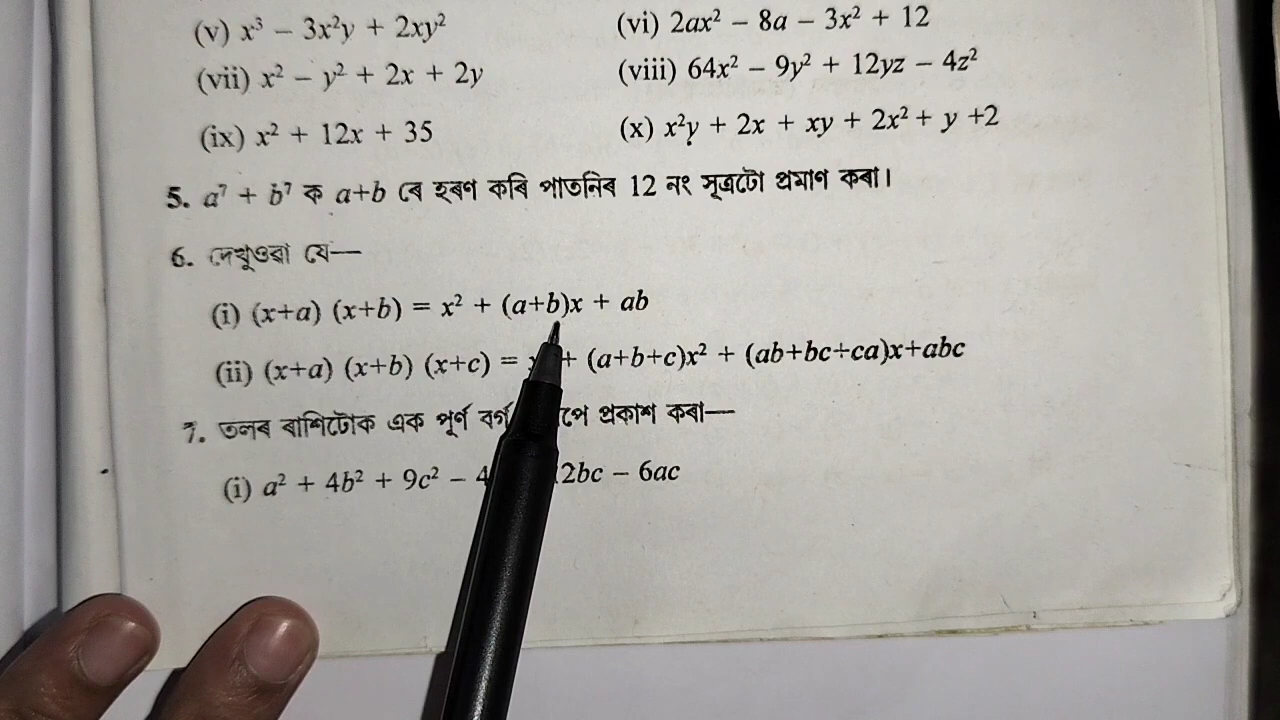 (v) x³ − 3x²y + 2xy² (vi) 2ax² − 8a − 3x² + 12
(vii) x² − y² + 2x + 2y (viii) 64x² − 9y² + 12yz − 4z²
(ix) x² + 12x + 35 (x) x²y + 2x + xy + 2x² + y +2
5. a⁷ + b⁷ ক a+b ৰে হৰণ কৰি পাতনিৰ 12 নং সূত্ৰটো প্ৰমাণ কৰা।
6. দেখুওৱা যে—
(i) (x+a) (x+b) = x² + (a+b)x + ab
(ii) (x+a) (x+b) (x+c) = + (a+b+c)x² + (ab+bc+ca)x+abc
7. তলৰ ৰাশিটোক এক পূৰ্ণ বৰ্গ প্ৰকাশ কৰা—
(i) a² + 4b² + 9c² − 4 2bc − 6ac